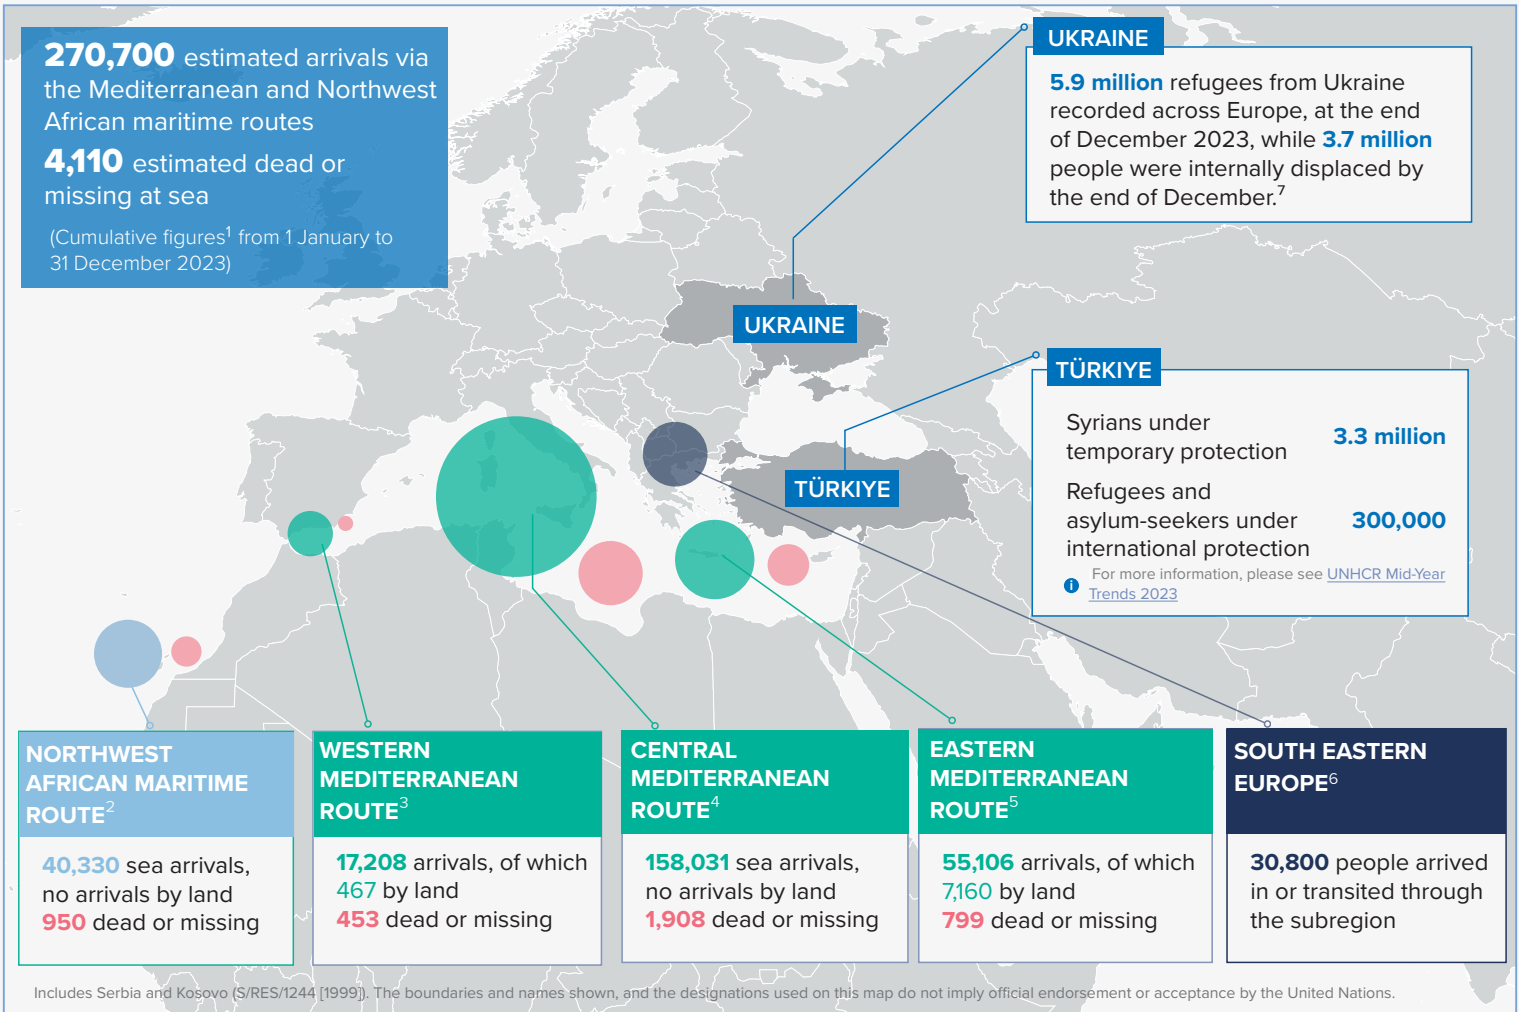 270,700 estimated arrivals via
the Mediterranean and Northwest
African maritime routes
4,110 estimated dead or
missing at sea
(Cumulative figures¹ from 1 January to
31 December 2023)
UKRAINE
5.9 million refugees from Ukraine
recorded across Europe, at the end
of December 2023, while 3.7 million
people were internally displaced by
the end of December.⁷
UKRAINE
TÜRKIYE
Syrians under
temporary protection
3.3 million
Refugees and
asylum-seekers under
international protection
300,000
i For more information, please see UNHCR Mid-Year
Trends 2023
TÜRKIYE
NORTHWEST
AFRICAN MARITIME
ROUTE²
40,330 sea arrivals,
no arrivals by land
950 dead or missing
WESTERN
MEDITERRANEAN
ROUTE³
17,208 arrivals, of which
467 by land
453 dead or missing
CENTRAL
MEDITERRANEAN
ROUTE⁴
158,031 sea arrivals,
no arrivals by land
1,908 dead or missing
EASTERN
MEDITERRANEAN
ROUTE⁵
55,106 arrivals, of which
7,160 by land
799 dead or missing
SOUTH EASTERN
EUROPE⁶
30,800 people arrived
in or transited through
the subregion
Includes Serbia and Kosovo (S/RES/1244 [1999]). The boundaries and names shown, and the designations used on this map do not imply official endorsement or acceptance by the United Nations.